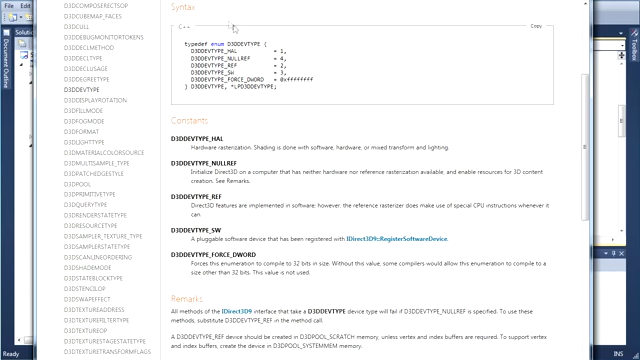 File
Edit
Document Outline
Ready
D3DCOMPOSERECTSOP
D3DCUBEMAP_FACES
D3DCULL
D3DDEBUGMONITORTOKENS
D3DDECLMETHOD
D3DDECLTYPE
D3DDECLUSAGE
D3DDEGREETYPE
D3DDEVTYPE
D3DDISPLAYROTATION
D3DFILLMODE
D3DFOGMODE
D3DFORMAT
D3DLIGHTTYPE
D3DMATERIALCOLORSOURCE
D3DMULTISAMPLE_TYPE
D3DPATCHEDGESTYLE
D3DPOOL
D3DPRIMITIVETYPE
D3DQUERYTYPE
D3DRENDERSTATETYPE
D3DRESOURCETYPE
D3DSAMPLER_TEXTURE_TYPE
D3DSAMPLERSTATETYPE
D3DSCANLINEORDERING
D3DSHADEMODE
D3DSTATEBLOCKTYPE
D3DSTENCILOP
D3DSWAPEFFECT
D3DTEXTUREADDRESS
D3DTEXTUREFILTERTYPE
D3DTEXTUREOP
D3DTEXTURESTAGESTATETYPE
D3DTEXTURETRANSFORMFLAGS
Syntax
C++
Copy
typedef enum D3DDEVTYPE {
D3DDEVTYPE_HAL = 1,
D3DDEVTYPE_NULLREF = 4,
D3DDEVTYPE_REF = 2,
D3DDEVTYPE_SW = 3,
D3DDEVTYPE_FORCE_DWORD = 0xffffffff
} D3DDEVTYPE, *LPD3DDEVTYPE;
Constants
D3DDEVTYPE_HAL
Hardware rasterization. Shading is done with software, hardware, or mixed transform and lighting.
D3DDEVTYPE_NULLREF
Initialize Direct3D on a computer that has neither hardware nor reference rasterization available, and enable resources for 3D content
creation. See Remarks.
D3DDEVTYPE_REF
Direct3D features are implemented in software; however, the reference rasterizer does make use of special CPU instructions whenever it
can.
D3DDEVTYPE_SW
A pluggable software device that has been registered with IDirect3D9::RegisterSoftwareDevice.
D3DDEVTYPE_FORCE_DWORD
Forces this enumeration to compile to 32 bits in size. Without this value, some compilers would allow this enumeration to compile to a
size other than 32 bits. This value is not used.
Remarks
All methods of the IDirect3D9 interface that take a D3DDEVTYPE device type will fail if D3DDEVTYPE_NULLREF is specified. To use these
methods, substitute D3DDEVTYPE_REF in the method call.
A D3DDEVTYPE_REF device should be created in D3DPOOL_SCRATCH memory, unless vertex and index buffers are required. To support vertex
and index buffers, create the device in D3DPOOL_SYSTEMMEM memory.
Toolbox
INS